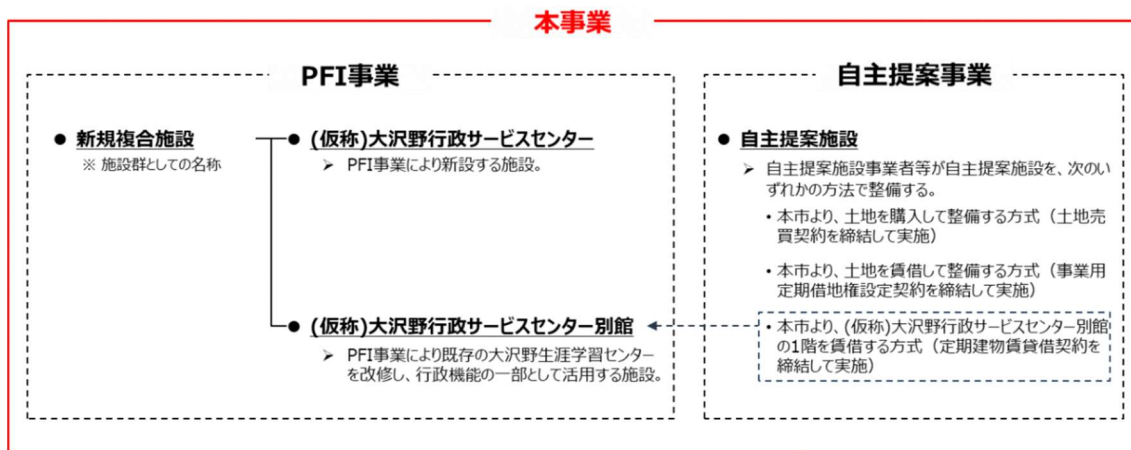 本事業
PFI事業
● 新規複合施設
※ 施設群としての名称
● (仮称)大沢野行政サービスセンター
➢ PFI事業により新設する施設。
● (仮称)大沢野行政サービスセンター別館
➢ PFI事業により既存の大沢野生涯学習センター
を改修し、行政機能の一部として活用する施設。
自主提案事業
● 自主提案施設
➢ 自主提案施設事業者等が自主提案施設を、次のい
ずれかの方法で整備する。
・本市より、土地を購入して整備する方式（土地売
買契約を締結して実施）
・本市より、土地を賃借して整備する方式（事業用
定期借地権設定契約を締結して実施）
・本市より、(仮称)大沢野行政サービスセンター別館
の1階を賃借する方式（定期建物賃貸借契約を
締結して実施）